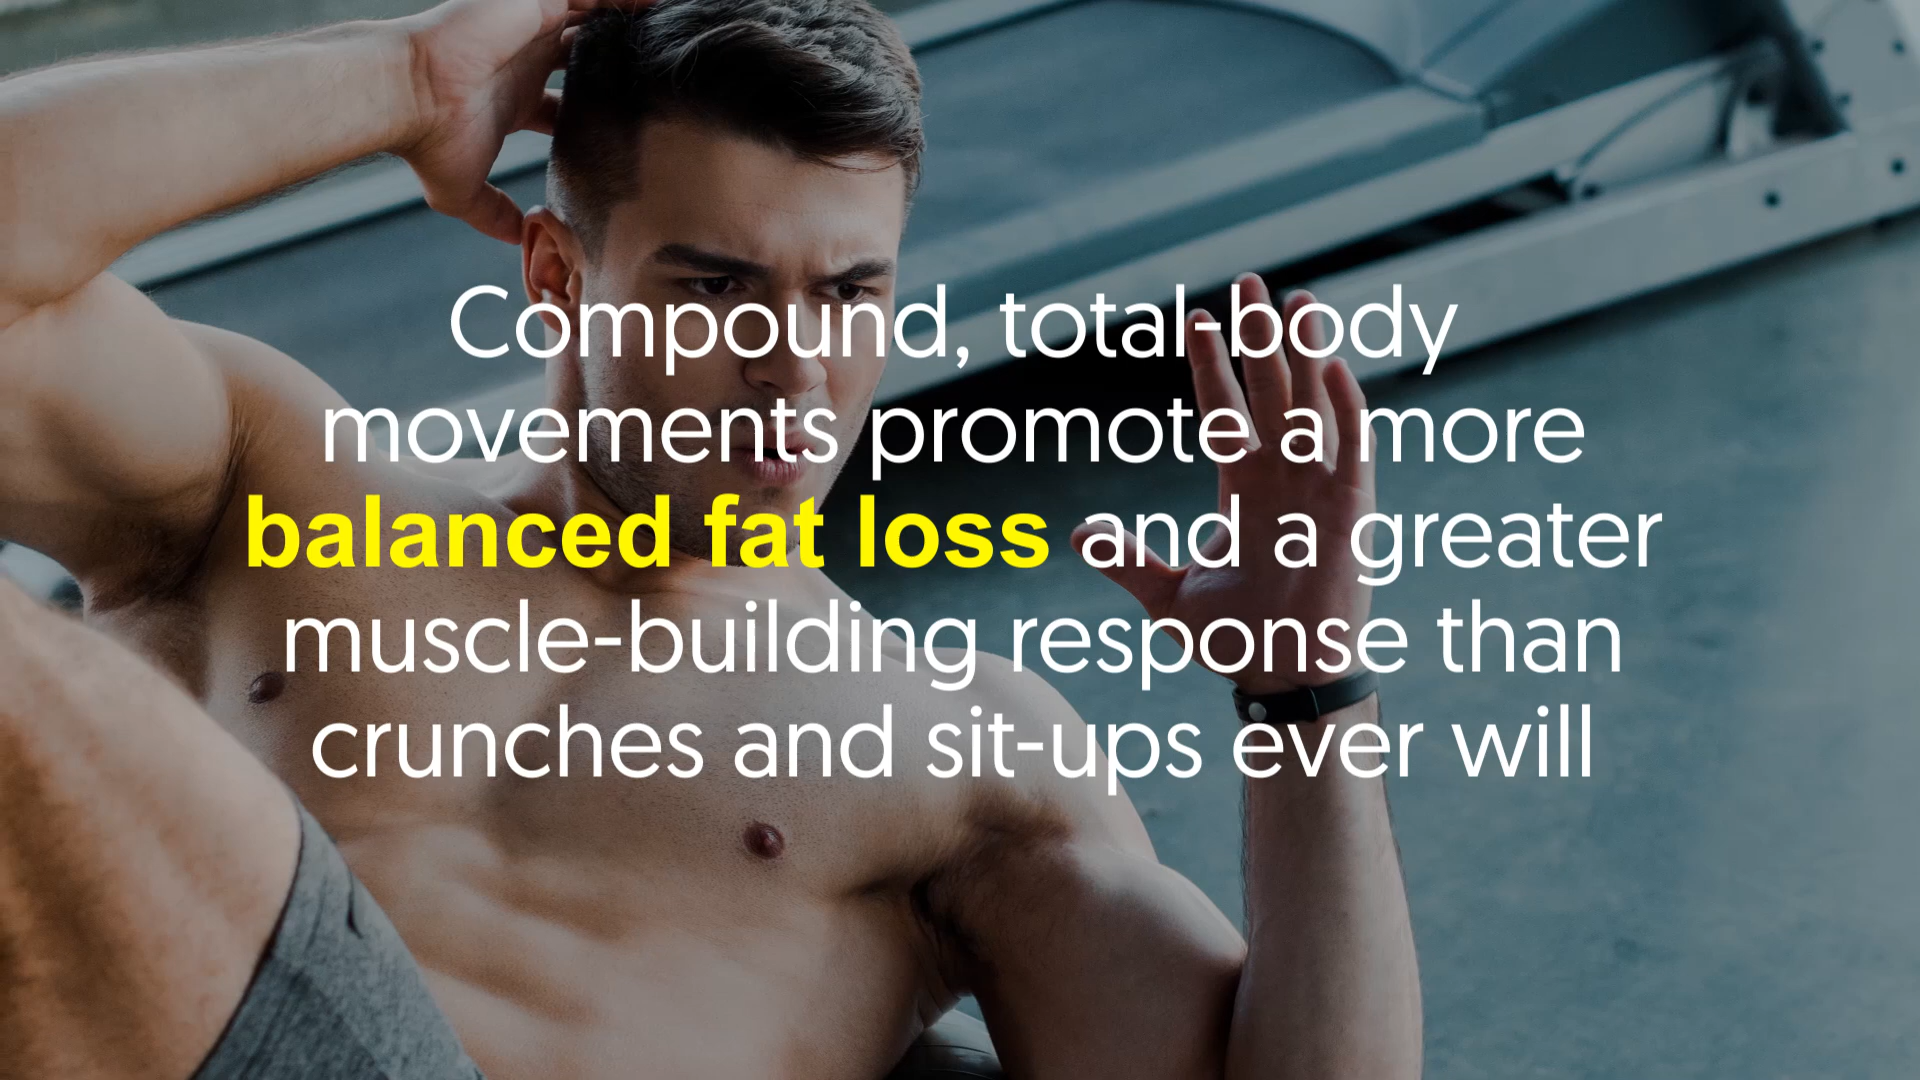 Compound, total-body
movements promote a more
balanced fat loss and a greater
muscle-building response than
crunches and sit-ups ever will